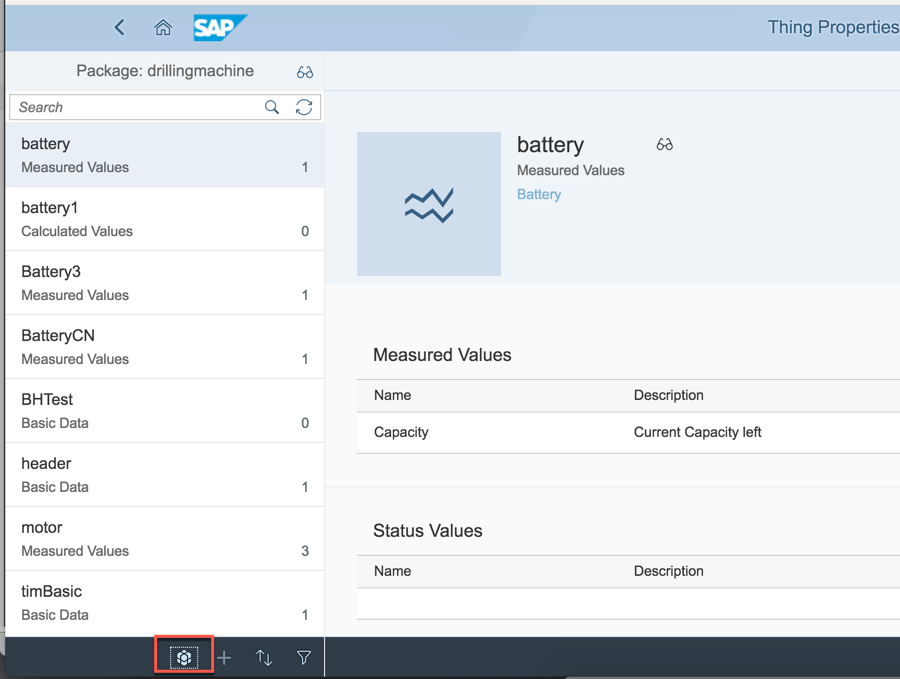 SAP
Thing Properties
Package: drillingmachine
Search
battery
Measured Values 1
battery1
Calculated Values 0
Battery3
Measured Values 1
BatteryCN
Measured Values 1
BHTest
Basic Data 0
header
Basic Data 1
motor
Measured Values 3
timBasic
Basic Data 1
battery
Measured Values
Battery
Measured Values
Name Description
Capacity Current Capacity left
Status Values
Name Description